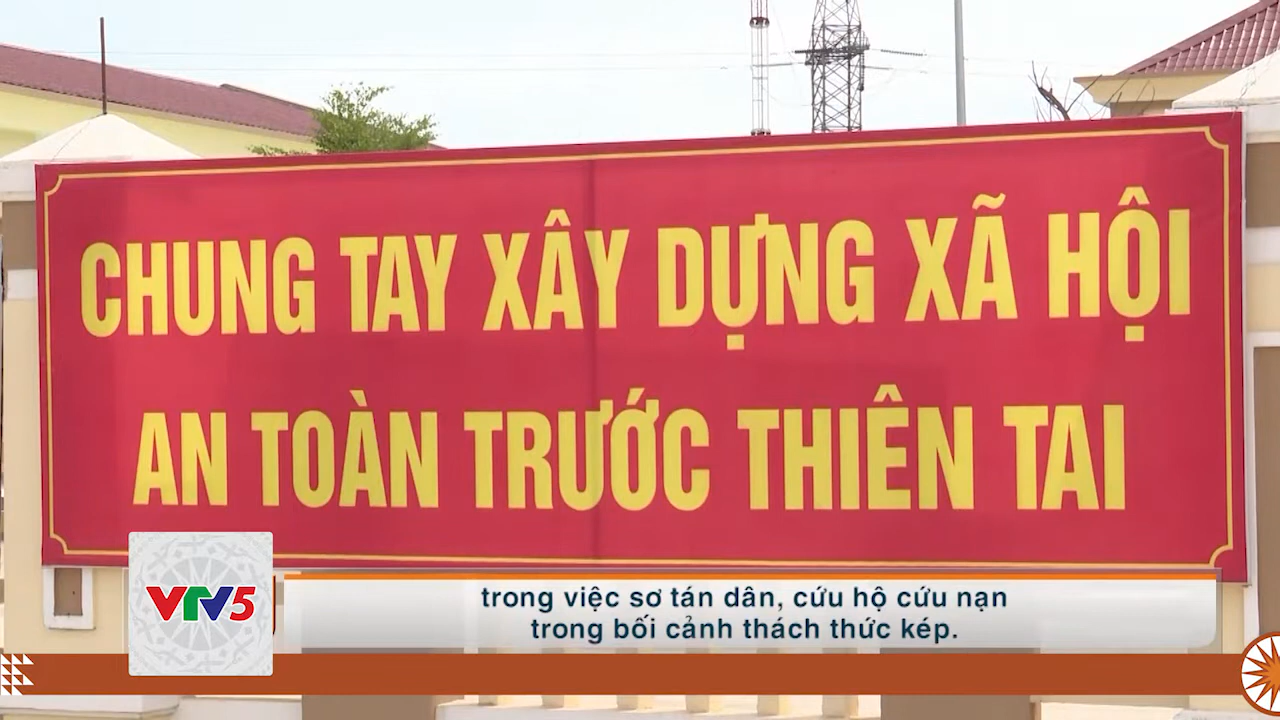 CHUNG TAY XÂY DỰNG XÃ HỘI
AN TOÀN TRƯỚC THIÊN TAI
VTV5
trong việc sơ tán dân, cứu hộ cứu nạn
trong bối cảnh thách thức kép.